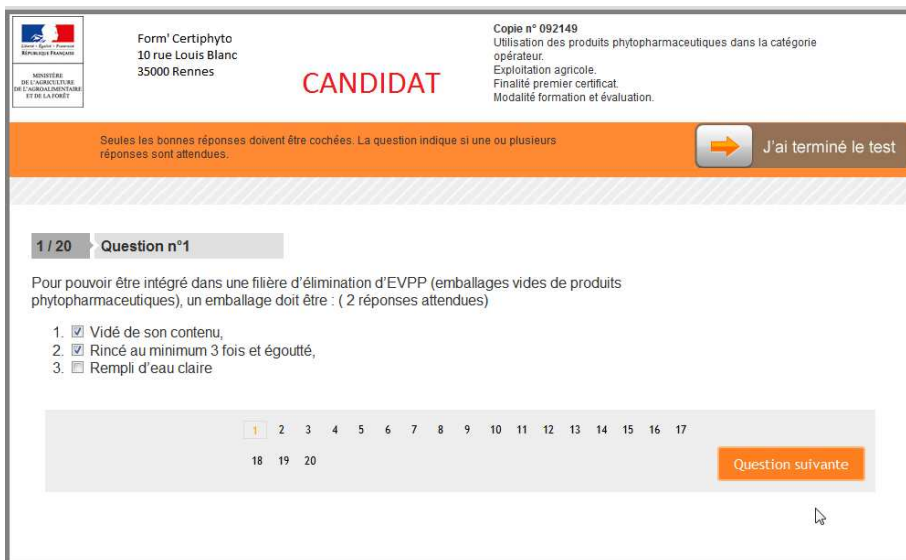 Liberté • Égalité • Fraternité
RÉPUBLIQUE FRANÇAISE
MINISTÈRE
DE L'AGRICULTURE
DE L'AGROALIMENTAIRE
ET DE LA FORÊT
Form' Certiphyto
10 rue Louis Blanc
35000 Rennes
CANDIDAT
Copie n° 092149
Utilisation des produits phytopharmaceutiques dans la catégorie
opérateur.
Exploitation agricole.
Finalité premier certificat.
Modalité formation et évaluation.
Seules les bonnes réponses doivent être cochées. La question indique si une ou plusieurs
réponses sont attendues.
J'ai terminé le test
1 / 20 Question n°1
Pour pouvoir être intégré dans une filière d'élimination d'EVPP (emballages vides de produits
phytopharmaceutiques), un emballage doit être : ( 2 réponses attendues)
1. Vidé de son contenu,
2. Rincé au minimum 3 fois et égoutté,
3. Rempli d'eau claire
1 2 3 4 5 6 7 8 9 10 11 12 13 14 15 16 17
18 19 20
Question suivante